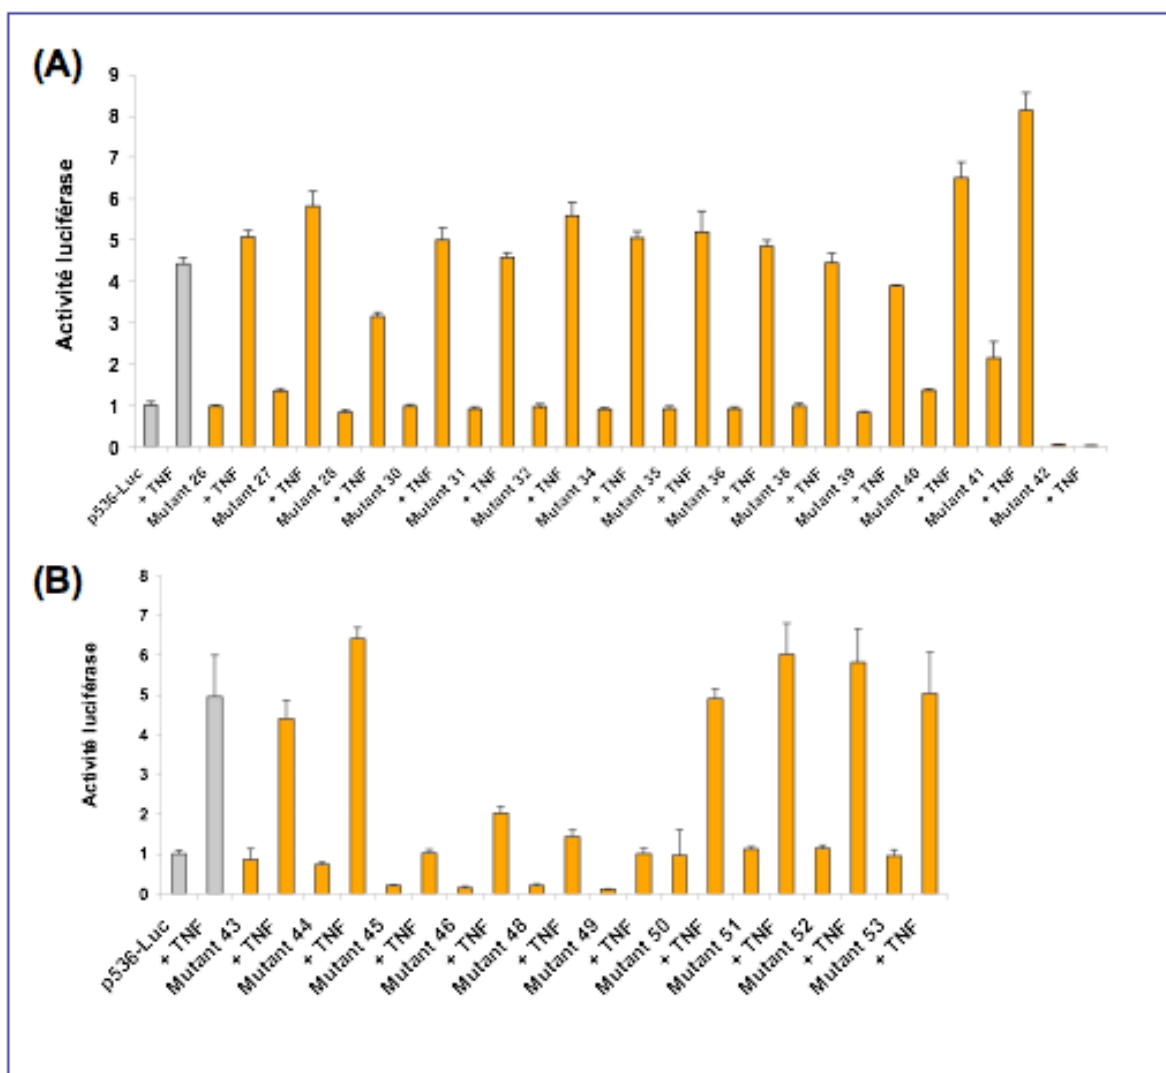 (A)
Activité luciférase
9
8
7
6
5
4
3
2
1
0
p536-Luc
+ TNF
Mutant 26
+ TNF
Mutant 27
+ TNF
Mutant 28
+ TNF
Mutant 30
+ TNF
Mutant 31
+ TNF
Mutant 32
+ TNF
Mutant 34
+ TNF
Mutant 35
+ TNF
Mutant 36
+ TNF
Mutant 38
+ TNF
Mutant 39
+ TNF
Mutant 40
+ TNF
Mutant 41
+ TNF
Mutant 42
+ TNF
(B)
Activité luciférase
8
7
6
5
4
3
2
1
0
p536-Luc
+ TNF
Mutant 43
+ TNF
Mutant 44
+ TNF
Mutant 45
+ TNF
Mutant 46
+ TNF
Mutant 48
+ TNF
Mutant 49
+ TNF
Mutant 50
+ TNF
Mutant 51
+ TNF
Mutant 52
+ TNF
Mutant 53
+ TNF